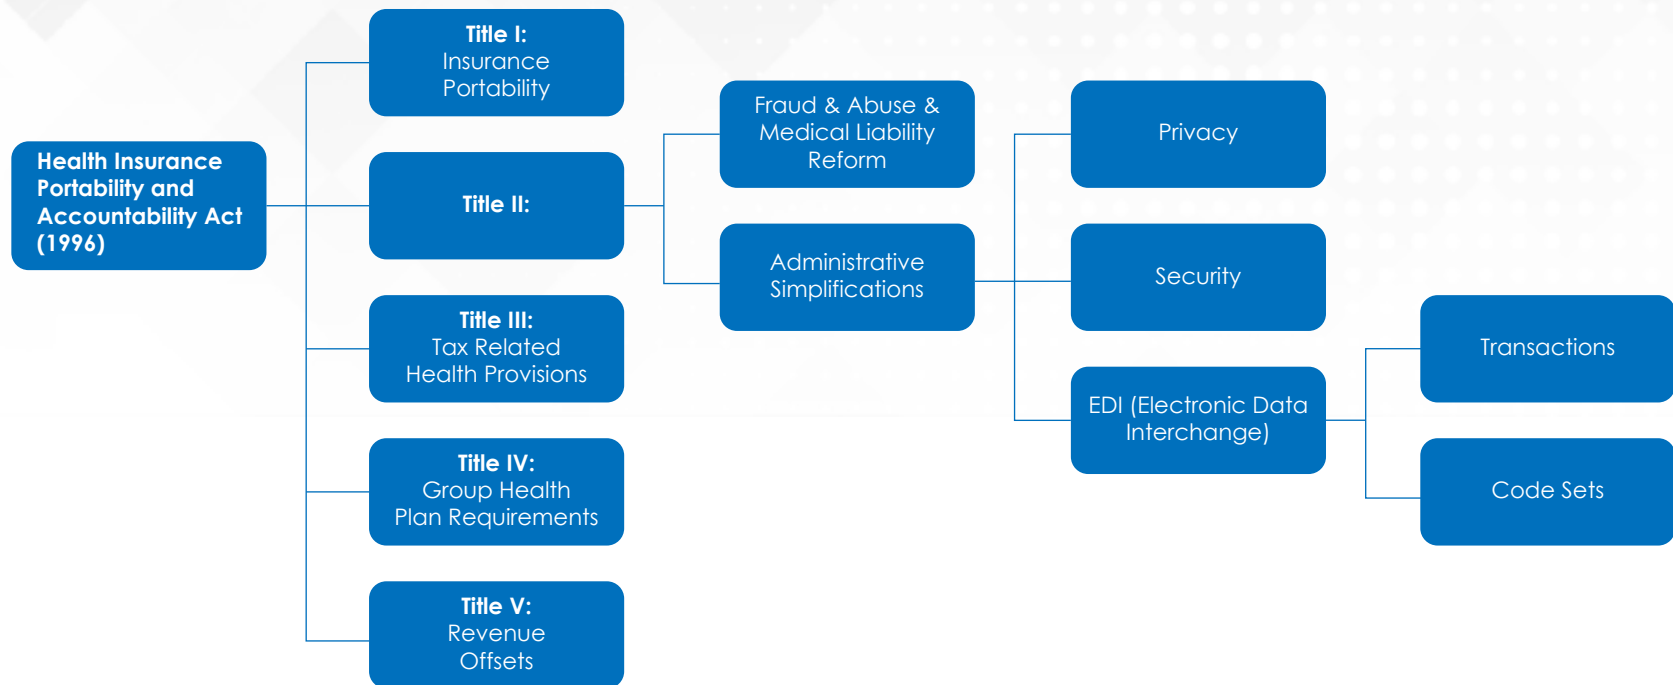 Health Insurance
Portability and
Accountability Act
(1996)
Title I:
Insurance
Portability
Title II:
Title III:
Tax Related
Health Provisions
Title IV:
Group Health
Plan Requirements
Title V:
Revenue
Offsets
Fraud & Abuse &
Medical Liability
Reform
Administrative
Simplifications
Privacy
Security
EDI (Electronic Data
Interchange)
Transactions
Code Sets